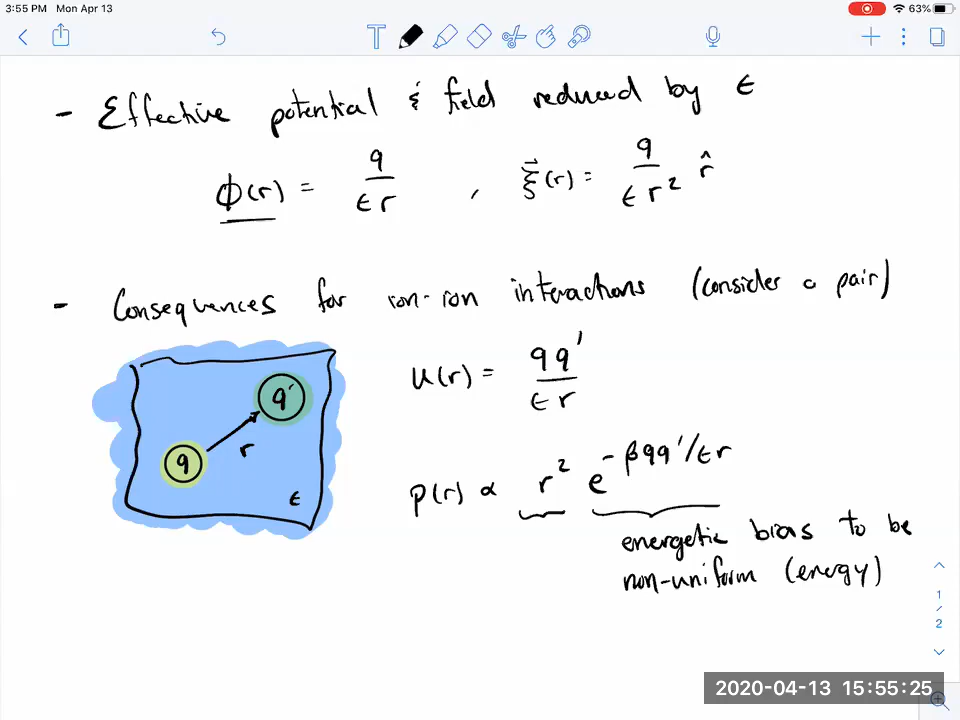 3:55 PM Mon Apr 13
63%
- Effective potential & field reduced by ϵ
ϕ(r) = q/ϵr , ξ⃗(r) = q/ϵr² r̂
- Consequences for ion-ion interactions (consider a pair)
q'
q
r
ϵ
u(r) = qq'/ϵr
p(r) ∝ r² e^(-βqq'/ϵr)
energetic bias to be
non-uniform (energy)
1
/
2
2020-04-13 15:55:25